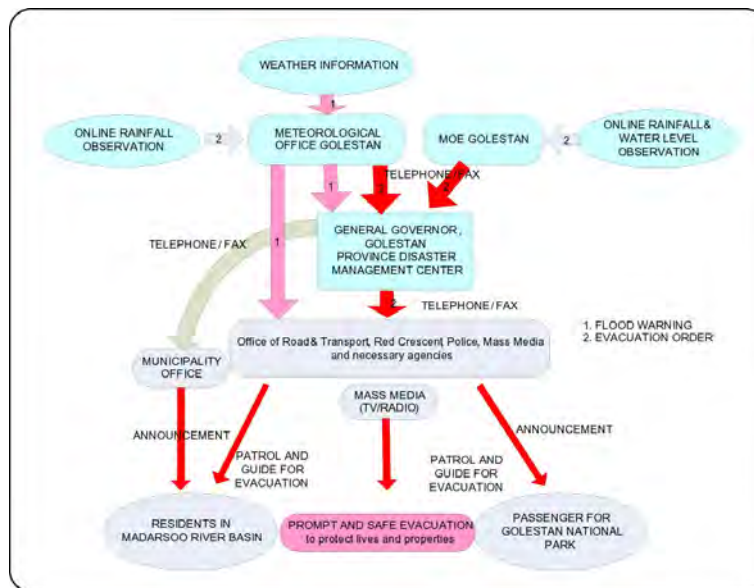 WEATHER INFORMATION
1
ONLINE RAINFALL
OBSERVATION
2
METEOROLOGICAL
OFFICE GOLESTAN
MOE GOLESTAN
2
ONLINE RAINFALL&
WATER LEVEL
OBSERVATION
TELEPHONE/FAX
1
2
2
TELEPHONE / FAX
1
GENERAL GOVERNOR,
GOLESTAN
PROVINCE DISASTER
MANAGEMENT CENTER
2
TELEPHONE/FAX
Office of Road& Transport, Red Crescent, Police, Mass Media
and necessary agencies
1. FLOOD WARNING
2. EVACUATION ORDER
MUNICIPALITY
OFFICE
MASS MEDIA
(TV/RADIO)
ANNOUNCEMENT
ANNOUNCEMENT
PATROL AND
GUIDE FOR
EVACUATION
PATROL AND
GUIDE FOR
EVACUATION
RESIDENTS IN
MADARSOO RIVER BASIN
PROMPT AND SAFE EVACUATION
to protect lives and properties
PASSENGER FOR
GOLESTAN NATIONAL
PARK